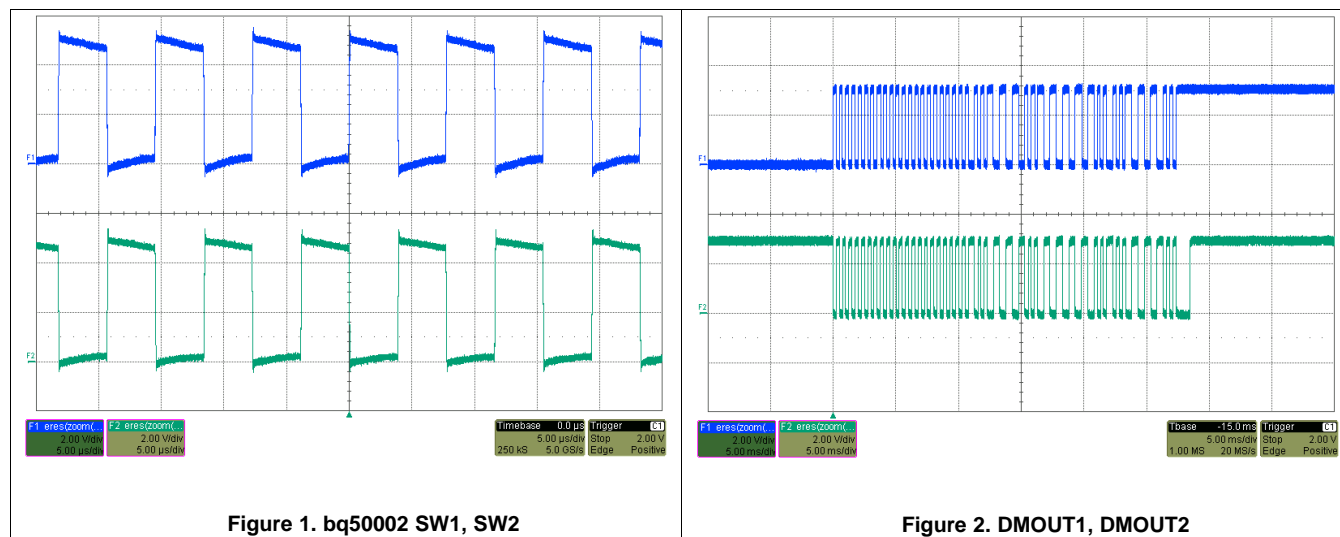 F1
F2
F1 eres(zoom(...
2.00 V/div
5.00 µs/div
F2 eres(zoom(...
2.00 V/div
5.00 µs/div
Timebase 0.0 µs
5.00 µs/div
250 kS 5.0 GS/s
Trigger C1
Stop 2.00 V
Edge Positive
Figure 1. bq50002 SW1, SW2
F1
F2
F1 eres(zoom(...
2.00 V/div
5.00 ms/div
F2 eres(zoom(...
2.00 V/div
5.00 ms/div
Tbase -15.0 ms
5.00 ms/div
1.00 MS 20 MS/s
Trigger C1
Stop 2.00 V
Edge Positive
Figure 2. DMOUT1, DMOUT2